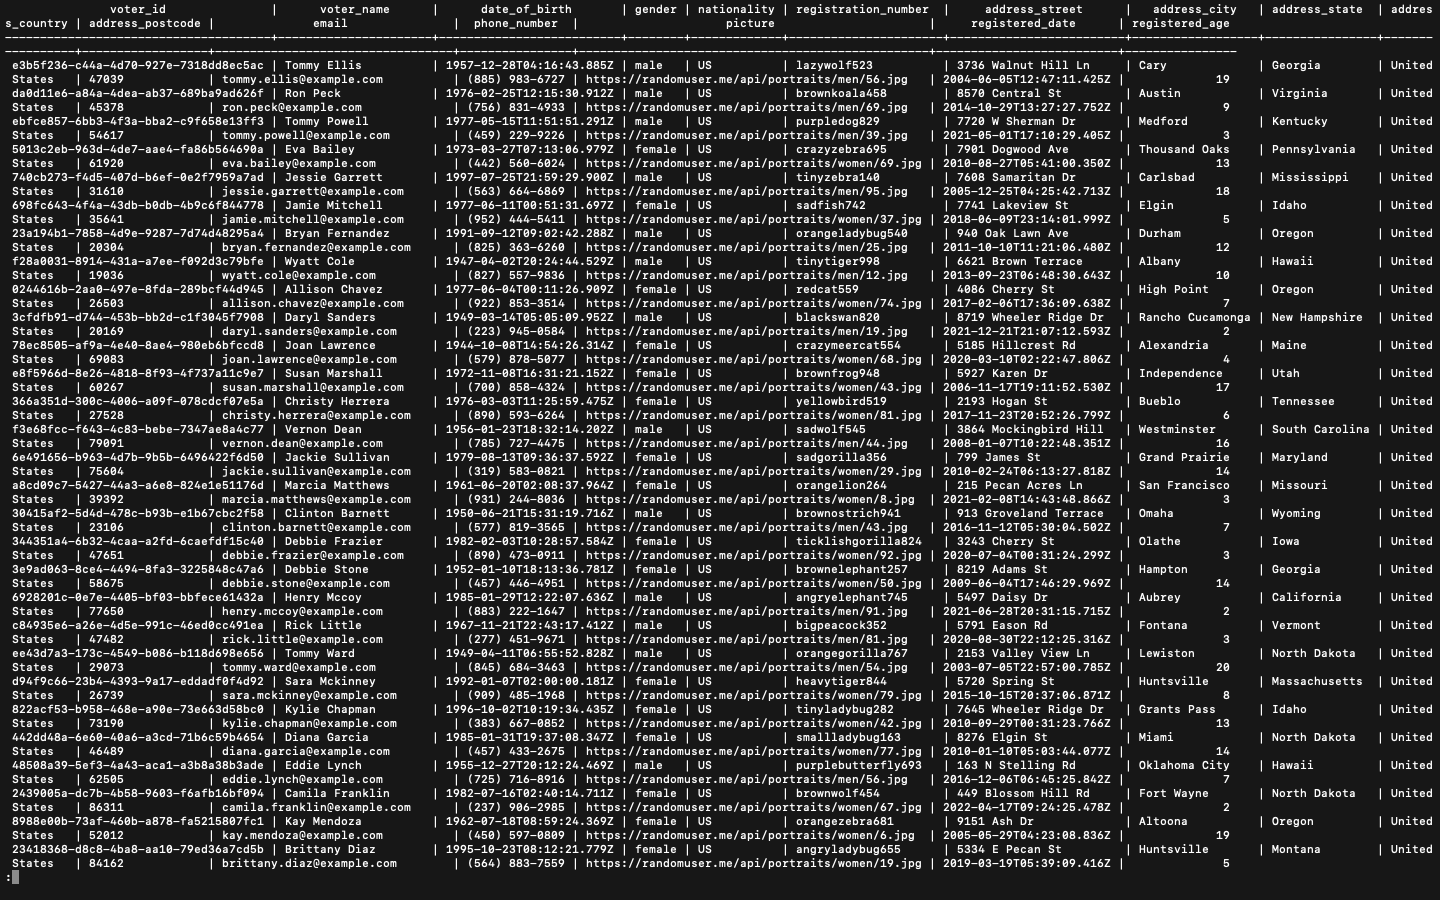 voter_id | voter_name | date_of_birth | gender | nationality | registration_number | address_street | address_city | address_state | addres
s_country | address_postcode | email | phone_number | picture | registered_date | registered_age
e3b5f236-c44a-4d70-927e-7318dd8ec5ac | Tommy Ellis | 1957-12-28T04:16:43.885Z | male | US | lazywolf523 | 3736 Walnut Hill Ln | Cary | Georgia | United
States | 47039 | tommy.ellis@example.com | (885) 983-6727 | https://randomuser.me/api/portraits/men/56.jpg | 2004-06-05T12:47:11.425Z | 19
da0d11e6-a84a-4dea-ab37-689ba9ad626f | Ron Peck | 1976-02-25T12:15:30.912Z | male | US | brownkoala458 | 8570 Central St | Austin | Virginia | United
States | 45378 | ron.peck@example.com | (756) 831-4933 | https://randomuser.me/api/portraits/men/69.jpg | 2014-10-29T13:27:27.752Z | 9
ebfce857-6bb3-4f3a-bba2-c9f658e13ff3 | Tommy Powell | 1977-05-15T11:51:51.291Z | male | US | purpledog829 | 7720 W Sherman Dr | Medford | Kentucky | United
States | 54617 | tommy.powell@example.com | (459) 229-9226 | https://randomuser.me/api/portraits/men/39.jpg | 2021-05-01T17:10:29.405Z | 3
5013c2eb-963d-4de7-aae4-fa86b564690a | Eva Bailey | 1973-03-27T07:13:06.979Z | female | US | crazyzebra695 | 7901 Dogwood Ave | Thousand Oaks | Pennsylvania | United
States | 61920 | eva.bailey@example.com | (442) 560-6024 | https://randomuser.me/api/portraits/women/69.jpg | 2010-08-27T05:41:00.350Z | 13
740cb273-f4d5-407d-b6ef-0e2f7959a7ad | Jessie Garrett | 1997-07-25T21:59:29.900Z | male | US | tinyzebra140 | 7608 Samaritan Dr | Carlsbad | Mississippi | United
States | 31610 | jessie.garrett@example.com | (563) 664-6869 | https://randomuser.me/api/portraits/men/95.jpg | 2005-12-25T04:25:42.713Z | 18
698fc643-4f4a-43db-b0db-4b9c6f844778 | Jamie Mitchell | 1977-06-11T00:51:31.697Z | female | US | sadfish742 | 7741 Lakeview St | Elgin | Idaho | United
States | 35641 | jamie.mitchell@example.com | (952) 444-5411 | https://randomuser.me/api/portraits/women/37.jpg | 2018-06-09T23:14:01.999Z | 5
23a194b1-7858-4d9e-9287-7d74d48295a4 | Bryan Fernandez | 1991-09-12T09:02:42.288Z | male | US | orangeladybug540 | 940 Oak Lawn Ave | Durham | Oregon | United
States | 20304 | bryan.fernandez@example.com | (825) 363-6260 | https://randomuser.me/api/portraits/men/25.jpg | 2011-10-10T11:21:06.480Z | 12
f28a0031-8914-431a-a7ee-f092d3c79bfe | Wyatt Cole | 1947-04-02T20:24:44.529Z | male | US | tinytiger998 | 6621 Brown Terrace | Albany | Hawaii | United
States | 19036 | wyatt.cole@example.com | (827) 557-9836 | https://randomuser.me/api/portraits/men/12.jpg | 2013-09-23T06:48:30.643Z | 10
0244616b-2aa0-497e-8fda-289bcf44d945 | Allison Chavez | 1977-06-04T00:11:26.909Z | female | US | redcat559 | 4086 Cherry St | High Point | Oregon | United
States | 26503 | allison.chavez@example.com | (922) 853-3514 | https://randomuser.me/api/portraits/women/74.jpg | 2017-02-06T17:36:09.638Z | 7
3cfdfb91-d744-453b-bb2d-c1f3045f7908 | Daryl Sanders | 1949-03-14T05:05:09.952Z | male | US | blackswan820 | 8719 Wheeler Ridge Dr | Rancho Cucamonga | New Hampshire | United
States | 20169 | daryl.sanders@example.com | (223) 945-0584 | https://randomuser.me/api/portraits/men/19.jpg | 2021-12-21T21:07:12.593Z | 2
78ec8505-af9a-4e40-8ae4-980eb6bfccd8 | Joan Lawrence | 1944-10-08T14:54:26.314Z | female | US | crazymeercat554 | 5185 Hillcrest Rd | Alexandria | Maine | United
States | 69083 | joan.lawrence@example.com | (579) 878-5077 | https://randomuser.me/api/portraits/women/68.jpg | 2020-03-10T02:22:47.806Z | 4
e8f5966d-8e26-4818-8f93-4f737a11c9e7 | Susan Marshall | 1972-11-08T16:31:21.152Z | female | US | brownfrog948 | 5927 Karen Dr | Independence | Utah | United
States | 60267 | susan.marshall@example.com | (700) 858-4324 | https://randomuser.me/api/portraits/women/43.jpg | 2006-11-17T19:11:52.530Z | 17
366a351d-300c-4006-a09f-078cdcf07e5a | Christy Herrera | 1976-03-03T11:25:59.475Z | female | US | yellowbird519 | 2193 Hogan St | Bueblo | Tennessee | United
States | 27528 | christy.herrera@example.com | (890) 593-6264 | https://randomuser.me/api/portraits/women/81.jpg | 2017-11-23T20:52:26.799Z | 6
f3e68fcc-f643-4c83-bebe-7347ae8a4c77 | Vernon Dean | 1956-01-23T18:32:14.202Z | male | US | sadwolf545 | 3864 Mockingbird Hill | Westminster | South Carolina | United
States | 79091 | vernon.dean@example.com | (785) 727-4475 | https://randomuser.me/api/portraits/men/44.jpg | 2008-01-07T10:22:48.351Z | 16
6e491656-b963-4d7b-9b5b-6496422f6d50 | Jackie Sullivan | 1979-08-13T09:36:37.592Z | female | US | sadgorilla356 | 799 James St | Grand Prairie | Maryland | United
States | 75604 | jackie.sullivan@example.com | (319) 583-0821 | https://randomuser.me/api/portraits/women/29.jpg | 2010-02-24T06:13:27.818Z | 14
a8cd09c7-5427-44a3-a6e8-824e1e51176d | Marcia Matthews | 1961-06-20T02:08:37.964Z | female | US | orangelion264 | 215 Pecan Acres Ln | San Francisco | Missouri | United
States | 39392 | marcia.matthews@example.com | (931) 244-8036 | https://randomuser.me/api/portraits/women/8.jpg | 2021-02-08T14:43:48.866Z | 3
30415af2-5d4d-478c-b93b-e1b67cbc2f58 | Clinton Barnett | 1950-06-21T15:31:19.716Z | male | US | brownostrich941 | 913 Groveland Terrace | Omaha | Wyoming | United
States | 23106 | clinton.barnett@example.com | (577) 819-3565 | https://randomuser.me/api/portraits/men/43.jpg | 2016-11-12T05:30:04.502Z | 7
344351a4-6b32-4caa-a2fd-6caefdf15c40 | Debbie Frazier | 1982-02-03T10:28:57.584Z | female | US | ticklishgorilla824 | 3243 Cherry St | Olathe | Iowa | United
States | 47651 | debbie.frazier@example.com | (890) 473-0911 | https://randomuser.me/api/portraits/women/92.jpg | 2020-07-04T00:31:24.299Z | 3
3e9ad063-8ce4-4494-8fa3-3225848c47a6 | Debbie Stone | 1952-01-10T18:13:36.781Z | female | US | brownelephant257 | 8219 Adams St | Hampton | Georgia | United
States | 58675 | debbie.stone@example.com | (457) 446-4951 | https://randomuser.me/api/portraits/women/50.jpg | 2009-06-04T17:46:29.969Z | 14
6928201c-0e7e-4405-bf03-bbfece61432a | Henry Mccoy | 1985-01-29T12:22:07.636Z | male | US | angryelephant745 | 5497 Daisy Dr | Aubrey | California | United
States | 77650 | henry.mccoy@example.com | (883) 222-1647 | https://randomuser.me/api/portraits/men/91.jpg | 2021-06-28T20:31:15.715Z | 2
c84935e6-a26e-4d5e-991c-46ed0cc491ea | Rick Little | 1967-11-21T22:43:17.412Z | male | US | bigpeacock352 | 5791 Eason Rd | Fontana | Vermont | United
States | 47482 | rick.little@example.com | (277) 451-9671 | https://randomuser.me/api/portraits/men/81.jpg | 2020-08-30T22:12:25.316Z | 3
ee43d7a3-173c-4549-b086-b118d698e656 | Tommy Ward | 1949-04-11T06:55:52.828Z | male | US | orangegorilla767 | 2153 Valley View Ln | Lewiston | North Dakota | United
States | 29073 | tommy.ward@example.com | (845) 684-3463 | https://randomuser.me/api/portraits/men/54.jpg | 2003-07-05T22:57:00.785Z | 20
d94f9c66-23b4-4393-9a17-eddadf0f4d92 | Sara Mckinney | 1992-01-07T02:00:00.181Z | female | US | heavytiger844 | 5720 Spring St | Huntsville | Massachusetts | United
States | 26739 | sara.mckinney@example.com | (909) 485-1968 | https://randomuser.me/api/portraits/women/79.jpg | 2015-10-15T20:37:06.871Z | 8
822acf53-b958-468e-a90e-73e663d58bc0 | Kylie Chapman | 1996-10-02T10:19:34.435Z | female | US | tinyladybug282 | 7645 Wheeler Ridge Dr | Grants Pass | Idaho | United
States | 73190 | kylie.chapman@example.com | (383) 667-0852 | https://randomuser.me/api/portraits/women/42.jpg | 2010-09-29T00:31:23.766Z | 13
442dd48a-6e60-40a6-a3cd-71b6c59b4654 | Diana Garcia | 1985-01-31T19:37:08.347Z | female | US | smallladybug163 | 8276 Elgin St | Miami | North Dakota | United
States | 46489 | diana.garcia@example.com | (457) 433-2675 | https://randomuser.me/api/portraits/women/77.jpg | 2010-01-10T05:03:44.077Z | 14
48508a39-5ef3-4a43-aca1-a3b8a38b3ade | Eddie Lynch | 1955-12-27T20:12:24.469Z | male | US | purplebutterfly693 | 163 N Stelling Rd | Oklahoma City | Hawaii | United
States | 62505 | eddie.lynch@example.com | (725) 716-8916 | https://randomuser.me/api/portraits/men/56.jpg | 2016-12-06T06:45:25.842Z | 7
2439005a-dc7b-4b58-9603-f6afb16bf094 | Camila Franklin | 1982-07-16T02:40:14.711Z | female | US | brownwolf454 | 449 Blossom Hill Rd | Fort Wayne | North Dakota | United
States | 86311 | camila.franklin@example.com | (237) 906-2985 | https://randomuser.me/api/portraits/women/67.jpg | 2022-04-17T09:24:25.478Z | 2
8988e00b-73af-460b-a878-fa5215807fc1 | Kay Mendoza | 1962-07-18T08:59:24.369Z | female | US | orangezebra681 | 9151 Ash Dr | Altoona | Oregon | United
States | 52012 | kay.mendoza@example.com | (450) 597-0809 | https://randomuser.me/api/portraits/women/6.jpg | 2005-05-29T04:23:08.836Z | 19
23418368-d8c8-4ba8-aa10-79ed36a7cd5b | Brittany Diaz | 1995-10-23T08:12:21.779Z | female | US | angryladybug655 | 5334 E Pecan St | Huntsville | Montana | United
States | 84162 | brittany.diaz@example.com | (564) 883-7559 | https://randomuser.me/api/portraits/women/19.jpg | 2019-03-19T05:39:09.416Z | 5
: